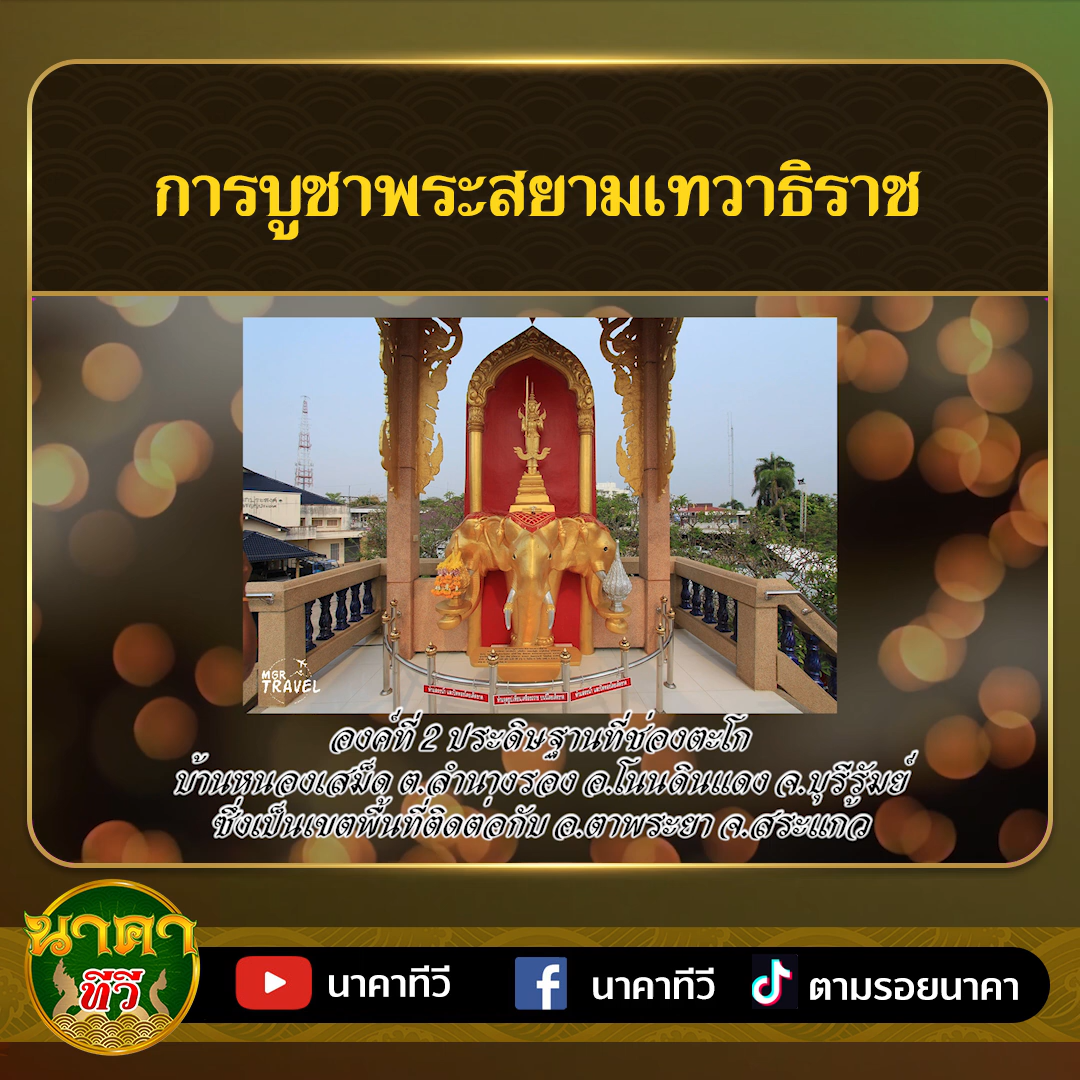 การบูชาพระสยามเทวาธิราช
MGR
TRAVEL
องค์ที่ 2 ประดิษฐานที่ช่องตะโก
บ้านหนองเสม็ด ต.ลำนางรอง อ.โนนดินแดง จ.บุรีรัมย์
ซึ่งเป็นเขตพื้นที่ติดต่อกับ อ.ตาพระยา จ.สระแก้ว
นาคา
ทีวี
นาคาทีวี
นาคาทีวี
ตามรอยนาคา